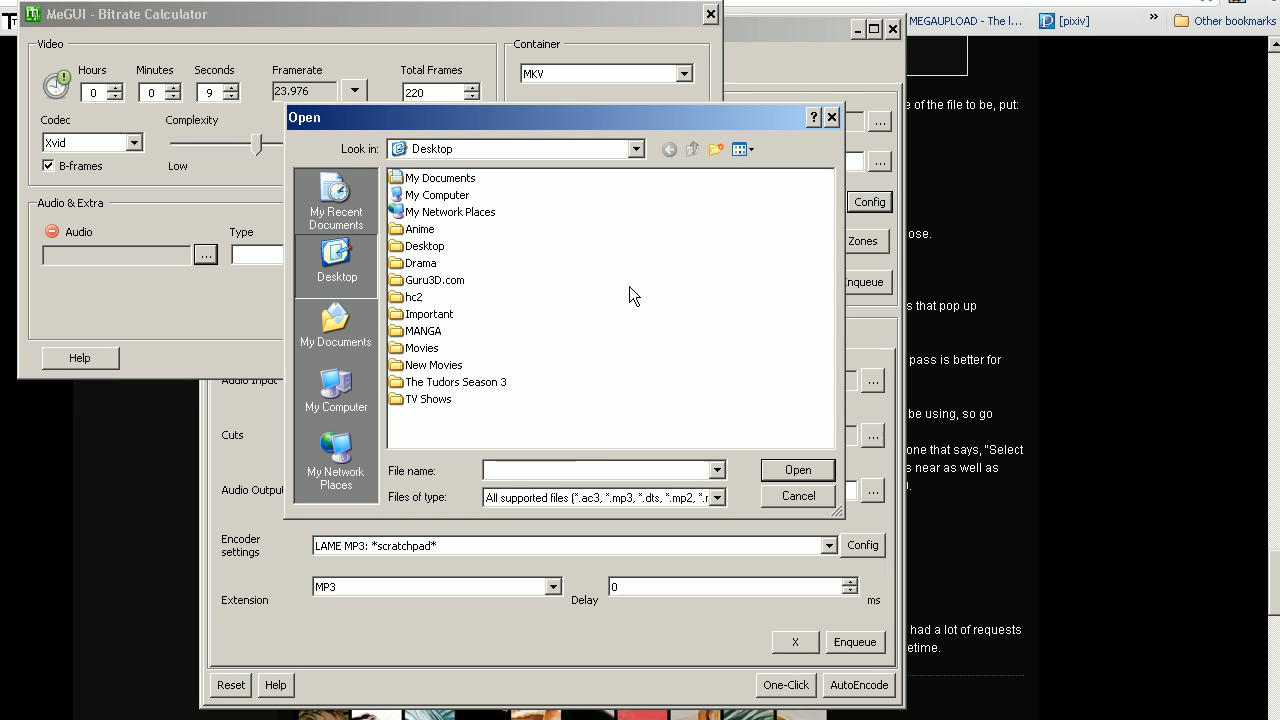 MeGUI - Bitrate Calculator
Video
Hours
Minutes
Seconds
Framerate
Total Frames
0
0
9
23.976
220
Codec
Complexity
Xvid
B-frames
Low
Container
MKV
Audio & Extra
Audio
Type
...
Help
MEGAUPLOAD - The l...
[pixiv]
»
Other bookmarks
Open
Look in:
Desktop
My Recent
Documents
Desktop
My Documents
My Computer
My Network
Places
My Documents
My Computer
My Network Places
Anime
Desktop
Drama
Guru3D.com
hc2
Important
MANGA
Movies
New Movies
The Tudors Season 3
TV Shows
File name:
Open
Files of type:
All supported files (*.ac3, *.mp3, *.dts, *.mp2, *.
Cancel
...
...
Config
Zones
Enqueue
...
...
...
Audio Input
Cuts
Audio Output
Encoder
settings
LAME MP3: *scratchpad*
Config
Extension
MP3
Delay
0
ms
X
Enqueue
Reset
Help
One-Click
AutoEncode
e of the file to be, put:
ose.
s that pop up
pass is better for
be using, so go
one that says, "Select
s near as well as
had a lot of requests
etime.